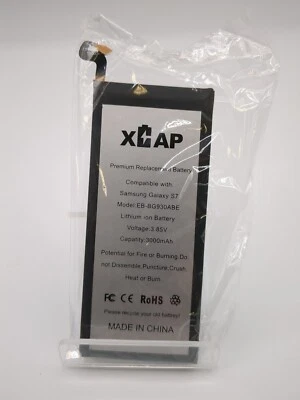 XCAP
Premium Replacement Battery
Compatible with
Samsung Galaxy S7
Model:EB-BG930ABE
Lithium ion Battery
Voltage:3.85V
Capacity:3000mAh
Potential for Fire or Burning.Do
not Dissemble,Puncture,Crush
Heat or Burn.
FC CE RoHS
Please recycle your old battery!
MADE IN CHINA